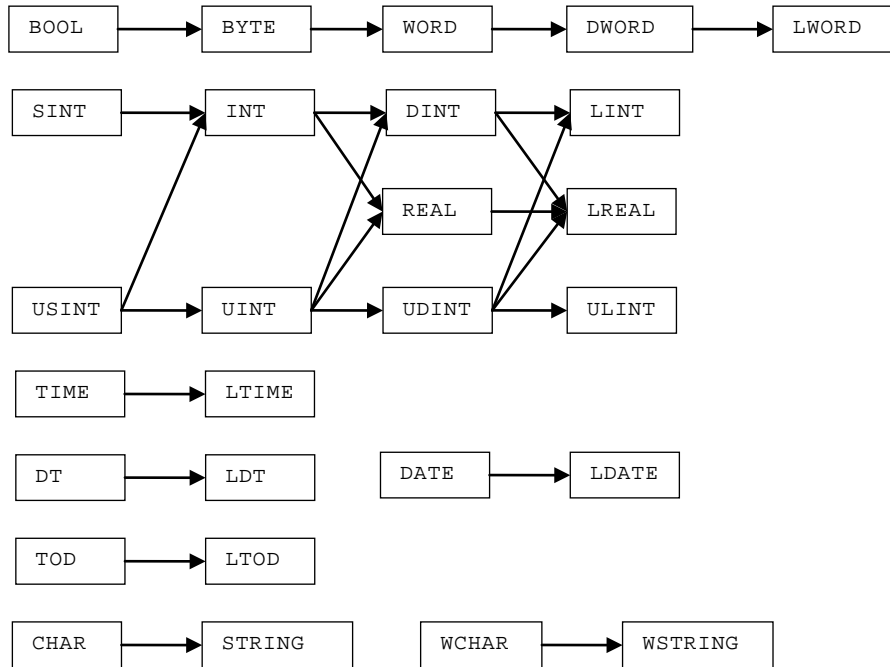 BOOL BYTE WORD DWORD LWORD
SINT INT DINT LINT
REAL LREAL
USINT UINT UDINT ULINT
TIME LTIME
DT LDT DATE LDATE
TOD LTOD
CHAR STRING WCHAR WSTRING